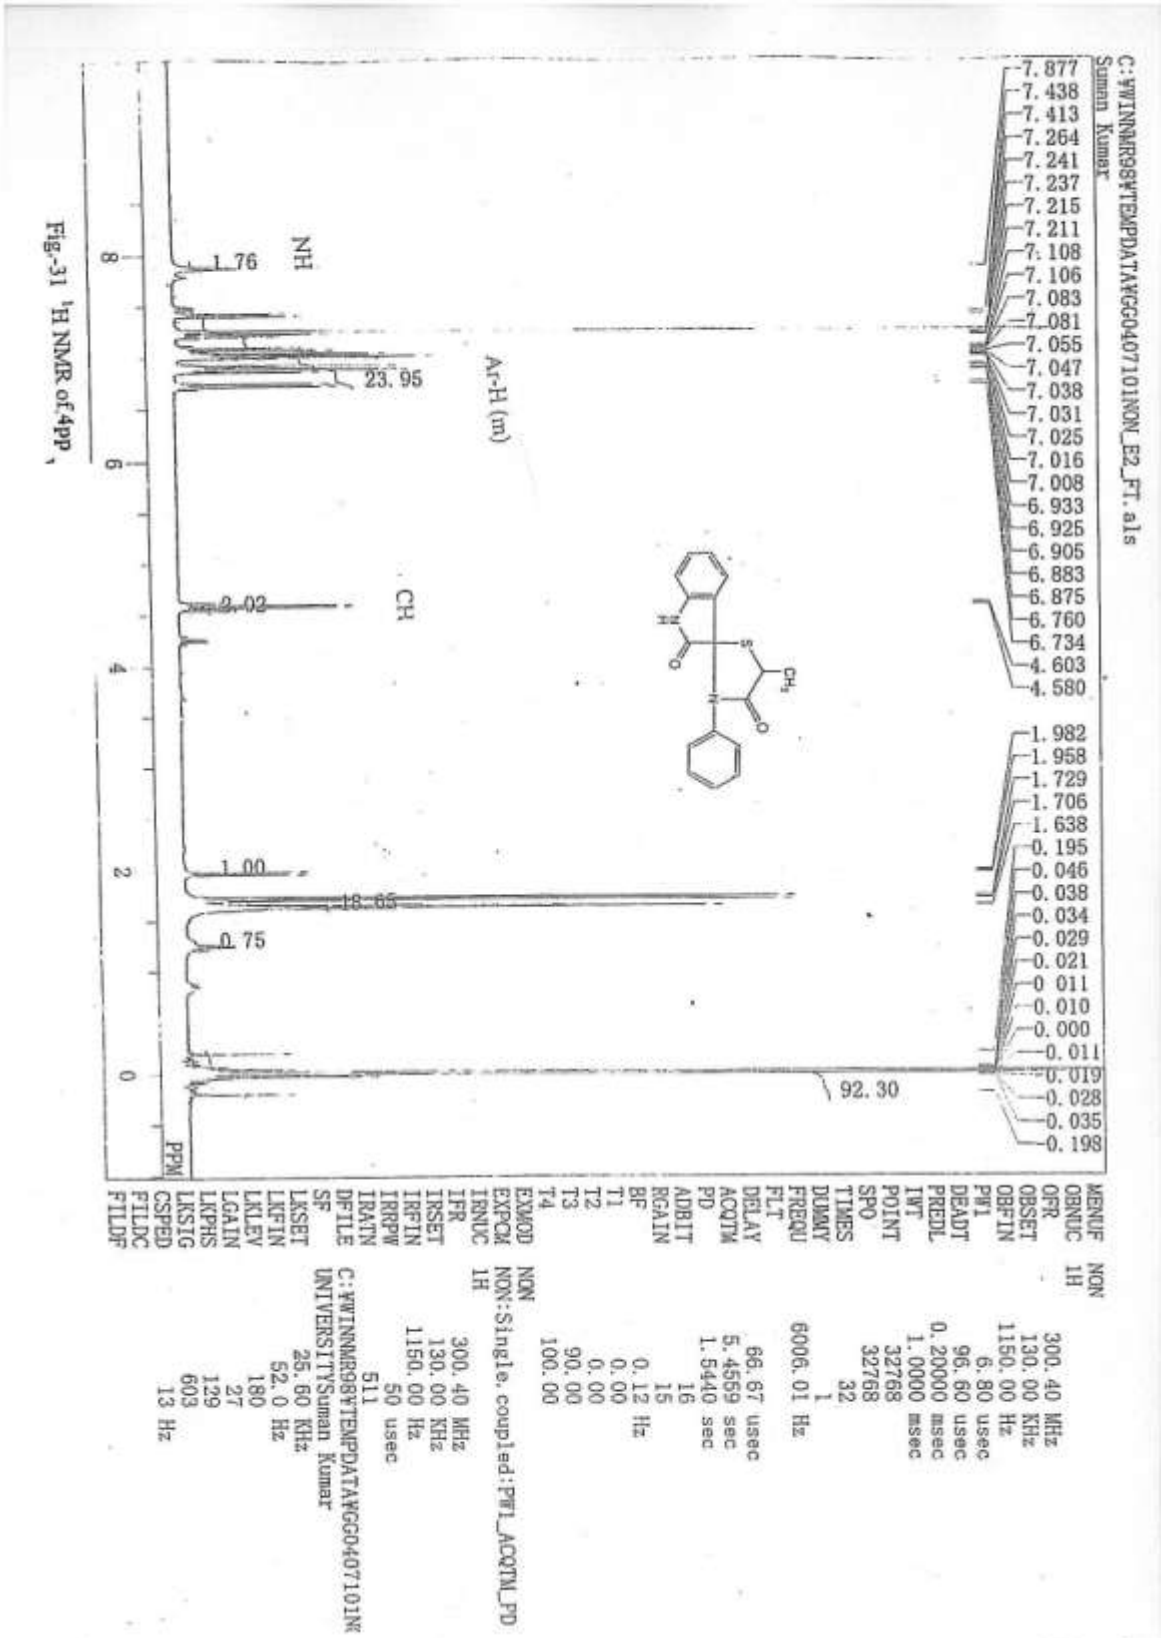 C:¥WINNMR98¥TEMPDATA¥GG0407101NON_E2_FT.als
Suman Kumar
7.877
7.438
7.413
7.264
7.241
7.237
7.215
7.211
7.108
7.106
7.083
7.081
7.055
7.047
7.038
7.031
7.025
7.016
7.008
6.933
6.925
6.905
6.883
6.875
6.760
6.734
4.603
4.580
1.982
1.958
1.729
1.706
1.638
0.195
0.046
0.038
0.034
0.029
0.021
0.011
0.010
0.000
-0.011
-0.019
-0.028
-0.035
-0.198
S
CH3
O
N
N
H
O
NH
Ar-H (m)
CH
1.76
23.95
2.02
1.00
18.65
0.75
92.30
8
6
4
2
0
PPM
Fig.-31 ¹H NMR of 4pp
MENUF NON
OBNUC 1H
OFR 300.40 MHz
OBSET 130.00 KHz
OBFIN 1150.00 Hz
PW1 6.80 usec
DEADT 96.60 usec
PREDL 0.20000 msec
IWT 1.0000 msec
POINT 32768
SPO 32768
TIMES 32
DUMMY 1
FREQU 6006.01 Hz
FLT
DELAY 66.67 usec
ACQTM 5.4559 sec
PD 1.5440 sec
ADBIT 16
RGAIN 15
BF 0.12 Hz
T1 0.00
T2 0.00
T3 90.00
T4 100.00
EXMOD NON
EXPCM NON:Single, coupled:PW1_ACQTM_PD
IRNUC 1H
IFR 300.40 MHz
IRSET 130.00 KHz
IRFIN 1150.00 Hz
IRRPW 50 usec
IRATN 511
DFILE C:¥WINNMR98¥TEMPDATA¥GG0407101N
SF UNIVERSITYSuman Kumar
LKSET 25.60 KHz
LKFIN 52.0 Hz
LKLEV 180
LGAIN 27
LKPHS 129
LKSIG 603
CSPED 13 Hz
FILDC
FILDF